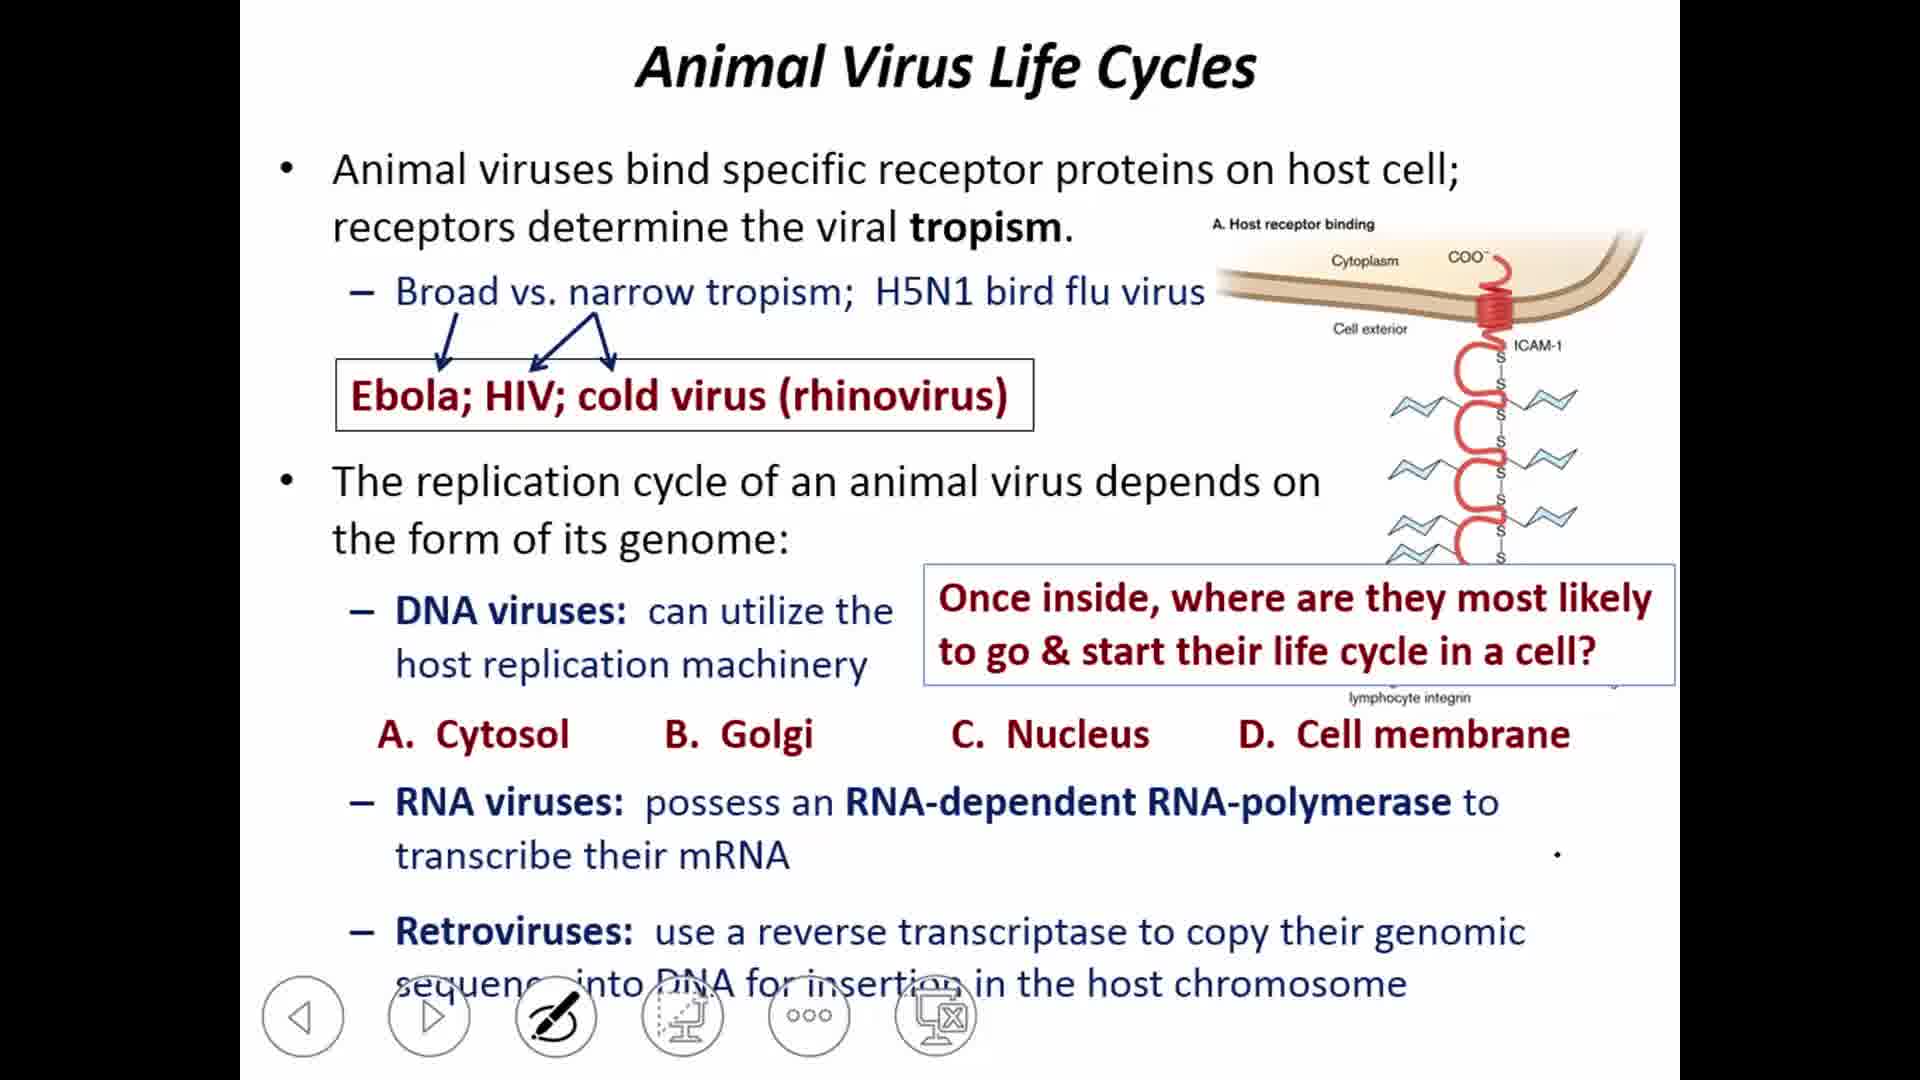 Animal Virus Life Cycles
• Animal viruses bind specific receptor proteins on host cell;
receptors determine the viral tropism.
– Broad vs. narrow tropism; H5N1 bird flu virus
Ebola; HIV; cold virus (rhinovirus)
A. Host receptor binding
Cytoplasm
COO⁻
Cell exterior
ICAM-1
S
S
S
S
S
S
S
S
• The replication cycle of an animal virus depends on
the form of its genome:
– DNA viruses: can utilize the
host replication machinery
Once inside, where are they most likely
to go & start their life cycle in a cell?
lymphocyte integrin
A. Cytosol B. Golgi C. Nucleus D. Cell membrane
– RNA viruses: possess an RNA-dependent RNA-polymerase to
transcribe their mRNA
– Retroviruses: use a reverse transcriptase to copy their genomic
sequence into DNA for insertion in the host chromosome